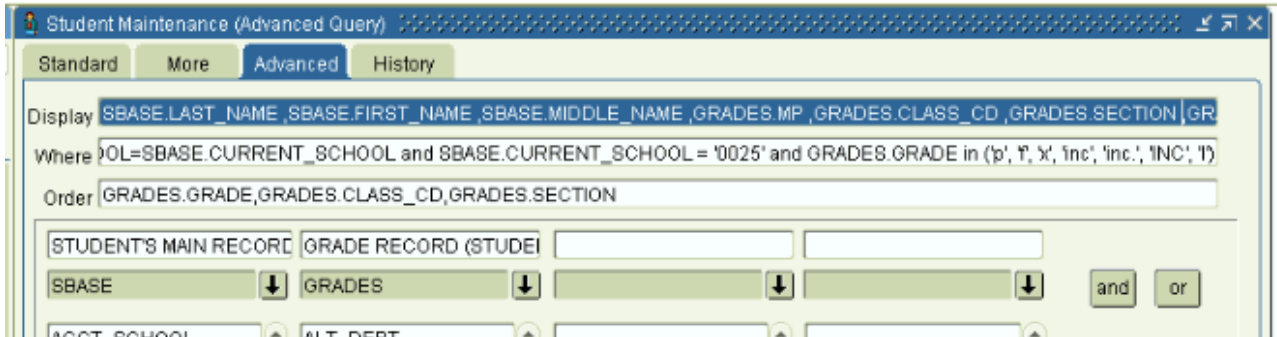 Student Maintenance (Advanced Query)
Standard More Advanced History
Display SBASE.LAST_NAME ,SBASE.FIRST_NAME ,SBASE.MIDDLE_NAME ,GRADES.MP ,GRADES.CLASS_CD ,GRADES.SECTION ,GR
Where OOL=SBASE.CURRENT_SCHOOL and SBASE.CURRENT_SCHOOL = '0025' and GRADES.GRADE in ('p', 'f', 'x', 'inc', 'inc.', 'INC', 'I')
Order GRADES.GRADE,GRADES.CLASS_CD,GRADES.SECTION
STUDENT'S MAIN RECORD GRADE RECORD (STUDE
SBASE GRADES and or